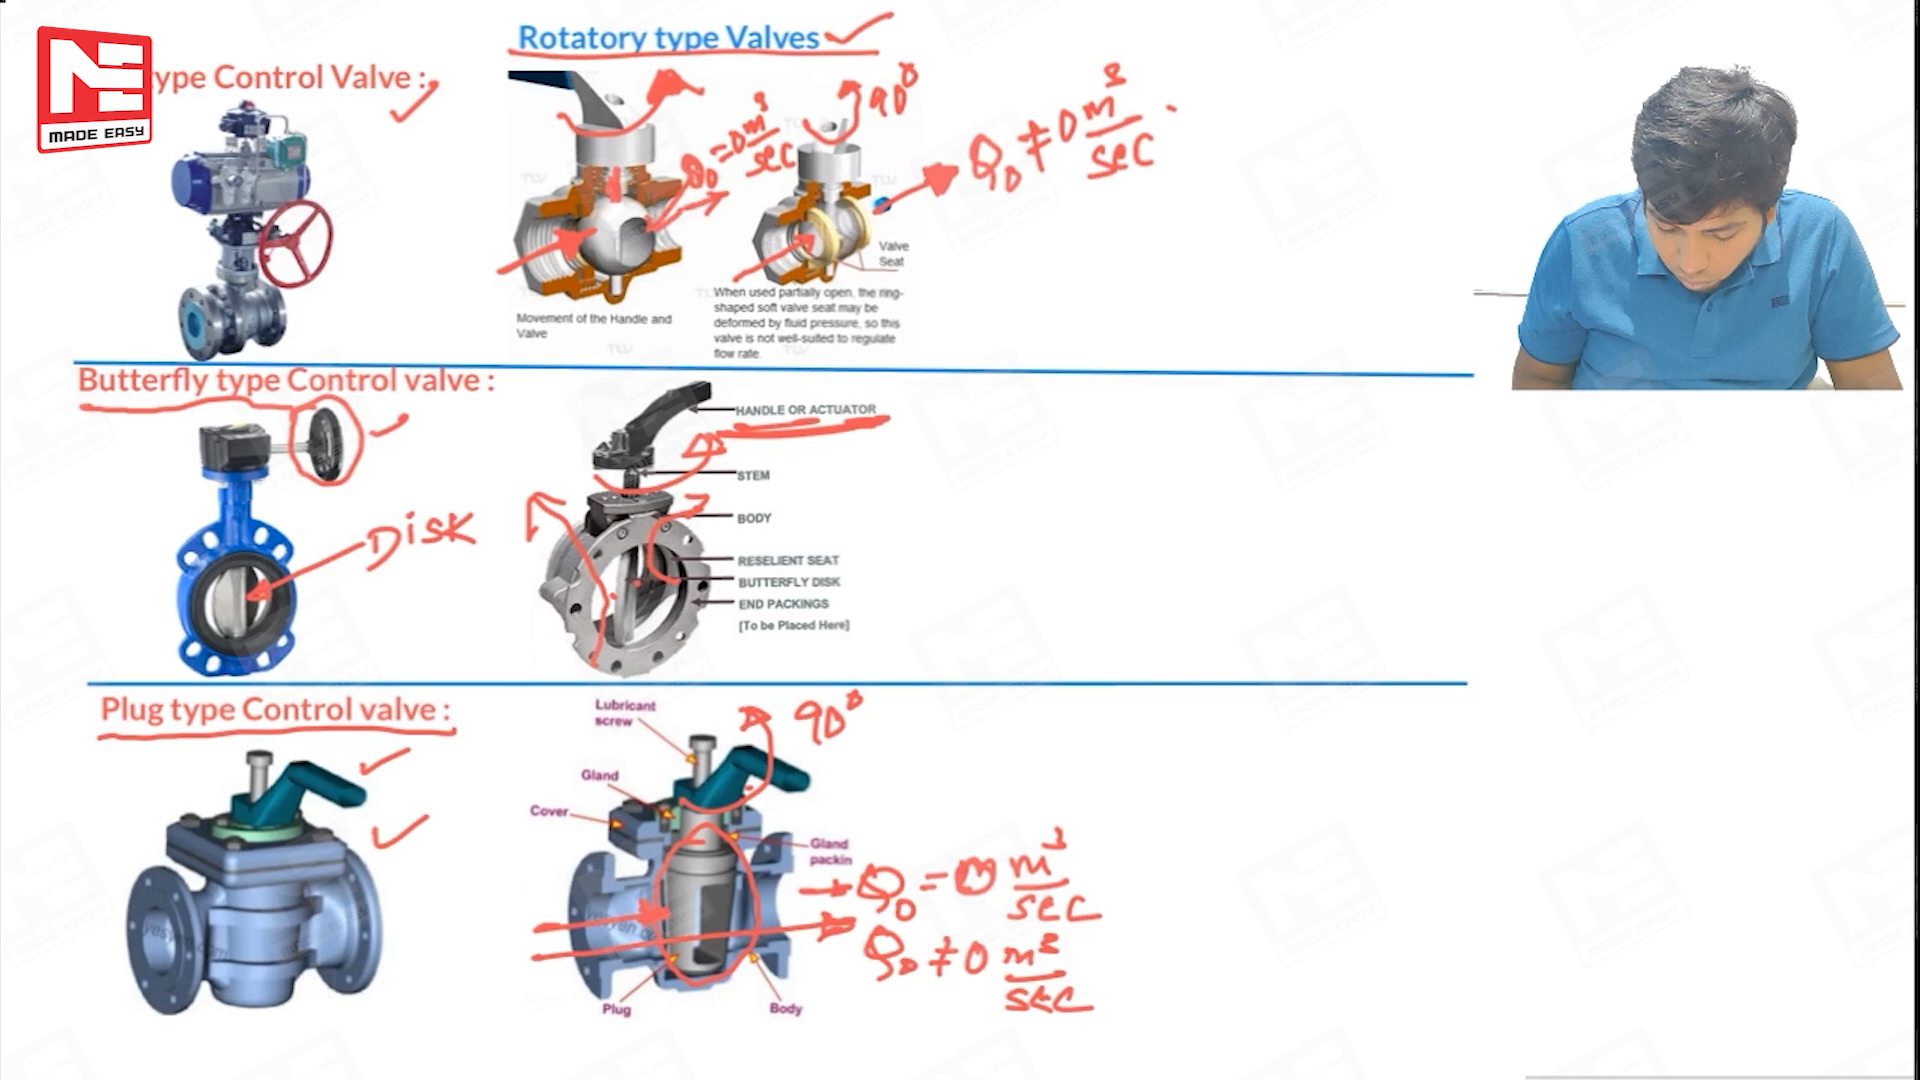 MADE EASY
Rotatory type Valves
type Control Valve :
Q₀ = 0 m³/sec
90°
Q₀ ≠ 0 m³/sec
Valve
Seat
Movement of the Handle and
Valve
When used partially open, the ring-
shaped soft valve seat may be
deformed by fluid pressure, so this
valve is not well-suited to regulate
flow rate.
Butterfly type Control valve :
Disk
HANDLE OR ACTUATOR
STEM
BODY
RESELIENT SEAT
BUTTERFLY DISK
END PACKINGS
[To be Placed Here]
Plug type Control valve :
Lubricant
screw
90°
Gland
Cover
Gland
packin
Q₀ = 0 m³/sec
Q₀ ≠ 0 m³/sec
Plug
Body